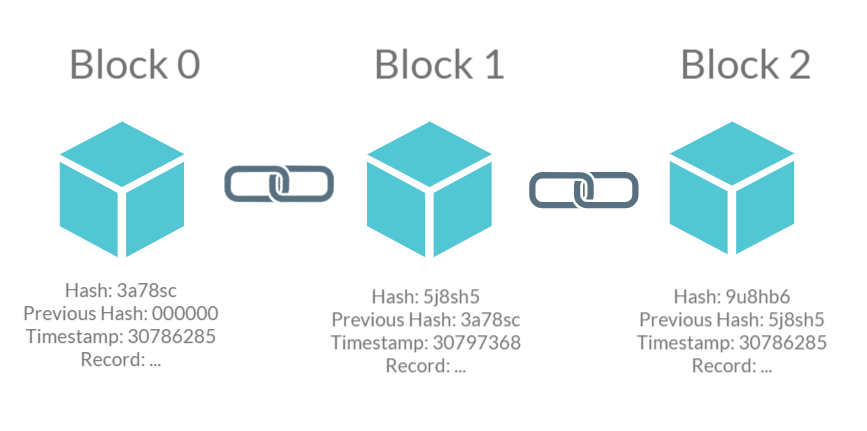 Block 0
Hash: 3a78sc
Previous Hash: 000000
Timestamp: 30786285
Record: ...
Block 1
Hash: 5j8sh5
Previous Hash: 3a78sc
Timestamp: 30797368
Record: ...
Block 2
Hash: 9u8hb6
Previous Hash: 5j8sh5
Timestamp: 30786285
Record: ...